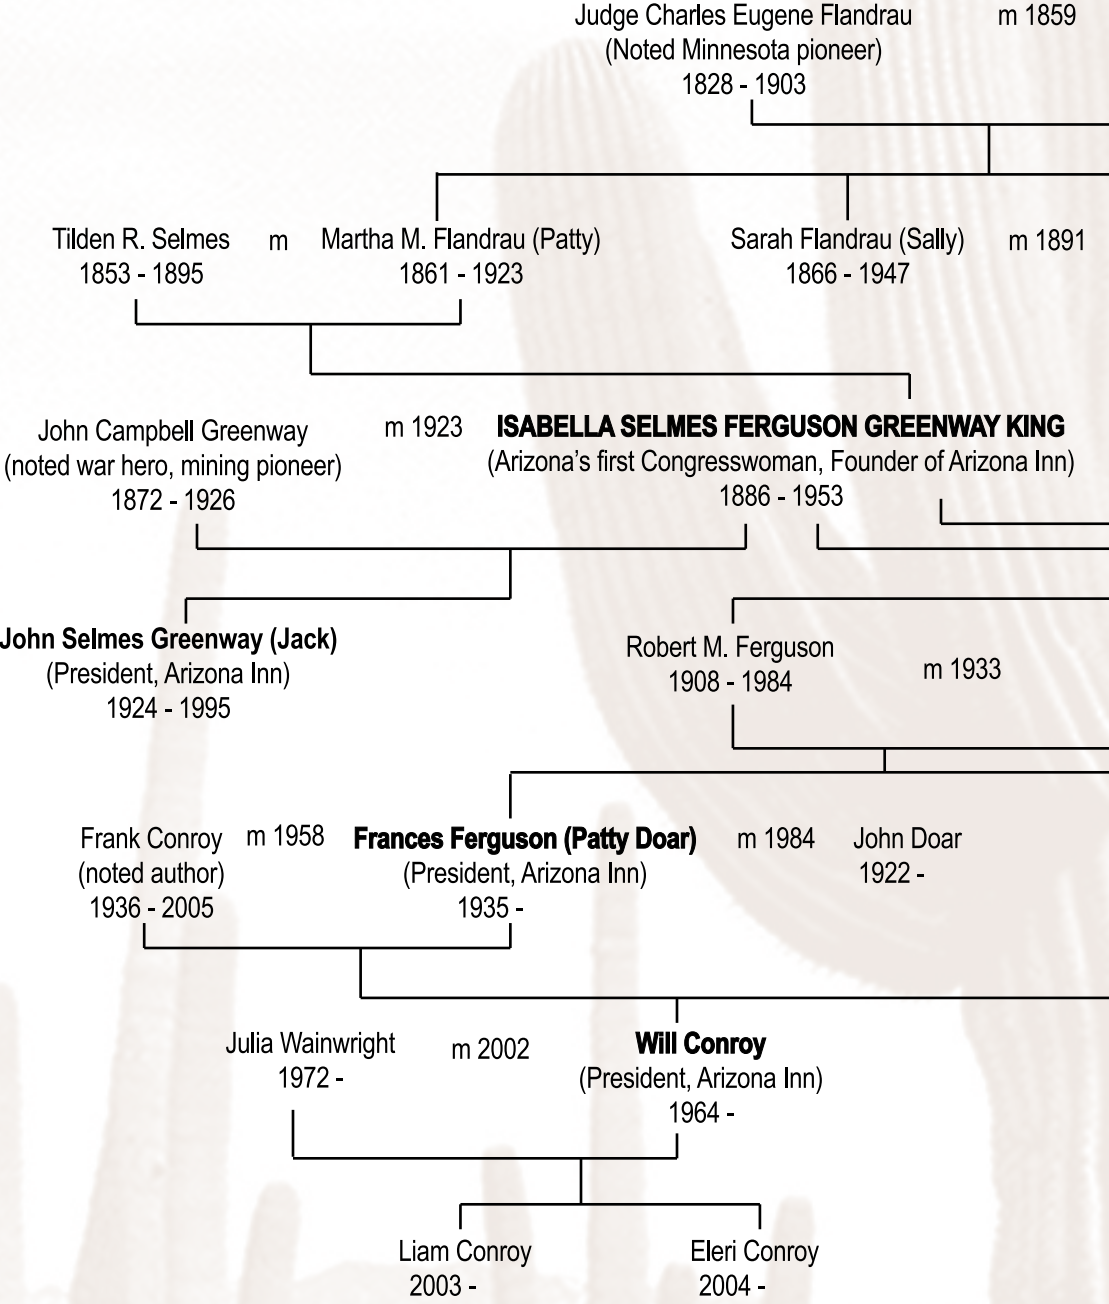 Judge Charles Eugene Flandrau
(Noted Minnesota pioneer)
1828 - 1903
m 1859
Tilden R. Selmes
1853 - 1895
m
Martha M. Flandrau (Patty)
1861 - 1923
Sarah Flandrau (Sally)
1866 - 1947
m 1891
John Campbell Greenway
(noted war hero, mining pioneer)
1872 - 1926
m 1923
ISABELLA SELMES FERGUSON GREENWAY KING
(Arizona's first Congresswoman, Founder of Arizona Inn)
1886 - 1953
John Selmes Greenway (Jack)
(President, Arizona Inn)
1924 - 1995
Robert M. Ferguson
1908 - 1984
m 1933
Frank Conroy
(noted author)
1936 - 2005
m 1958
Frances Ferguson (Patty Doar)
(President, Arizona Inn)
1935 -
m 1984
John Doar
1922 -
Julia Wainwright
1972 -
m 2002
Will Conroy
(President, Arizona Inn)
1964 -
Liam Conroy
2003 -
Eleri Conroy
2004 -